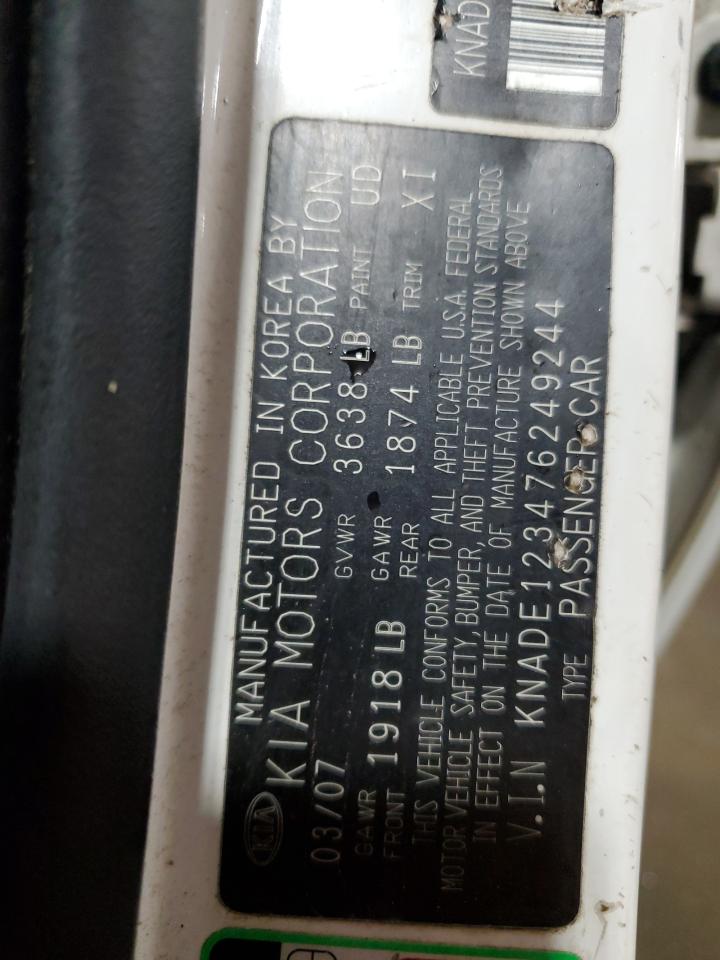 KNAD
MANUFACTURED IN KOREA BY
KIA KIA MOTORS CORPORATION
03/07 GVWR 3638 LB PAINT UD
GAWR FRONT 1918 LB GAWR REAR 1874 LB TRIM XI
THIS VEHICLE CONFORMS TO ALL APPLICABLE U.S.A. FEDERAL
MOTOR VEHICLE SAFETY, BUMPER, AND THEFT PREVENTION STANDARDS
IN EFFECT ON THE DATE OF MANUFACTURE SHOWN ABOVE
V.I.N KNADE123476249244
TYPE PASSENGER CAR